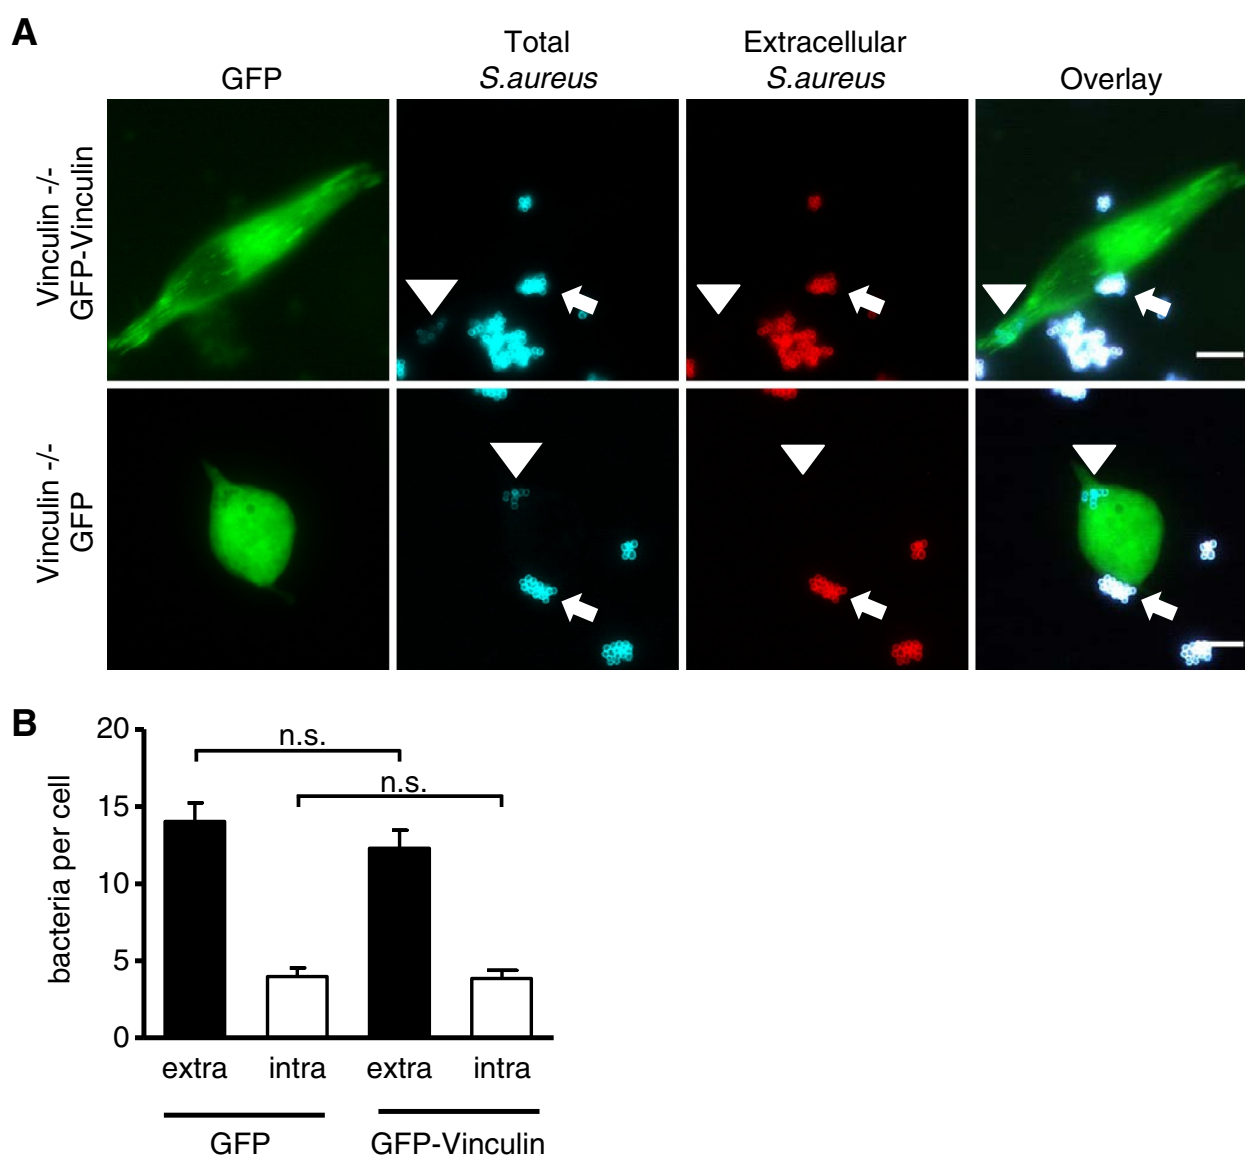 A
GFP
Total
S.aureus
Extracellular
S.aureus
Overlay
Vinculin -/-
GFP-Vinculin
Vinculin -/-
GFP
B
bacteria per cell
20
15
10
5
0
n.s.
n.s.
extra
intra
extra
intra
GFP
GFP-Vinculin